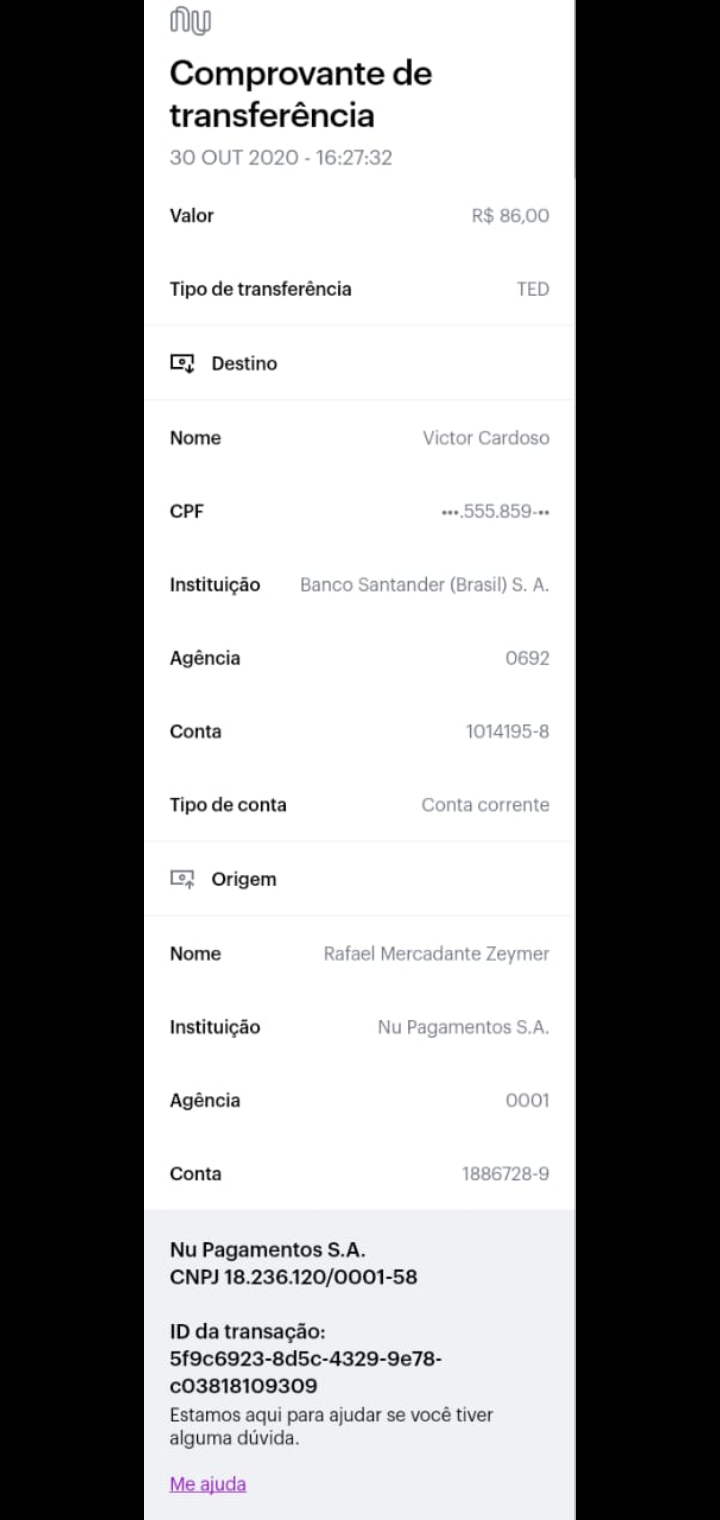 nu
Comprovante de
transferência
30 OUT 2020 - 16:27:32
Valor R$ 86,00
Tipo de transferência TED
Destino
Nome Victor Cardoso
CPF •••.555.859-••
Instituição Banco Santander (Brasil) S. A.
Agência 0692
Conta 1014195-8
Tipo de conta Conta corrente
Origem
Nome Rafael Mercadante Zeymer
Instituição Nu Pagamentos S.A.
Agência 0001
Conta 1886728-9
Nu Pagamentos S.A.
CNPJ 18.236.120/0001-58
ID da transação:
5f9c6923-8d5c-4329-9e78-
c03818109309
Estamos aqui para ajudar se você tiver
alguma dúvida.
Me ajuda